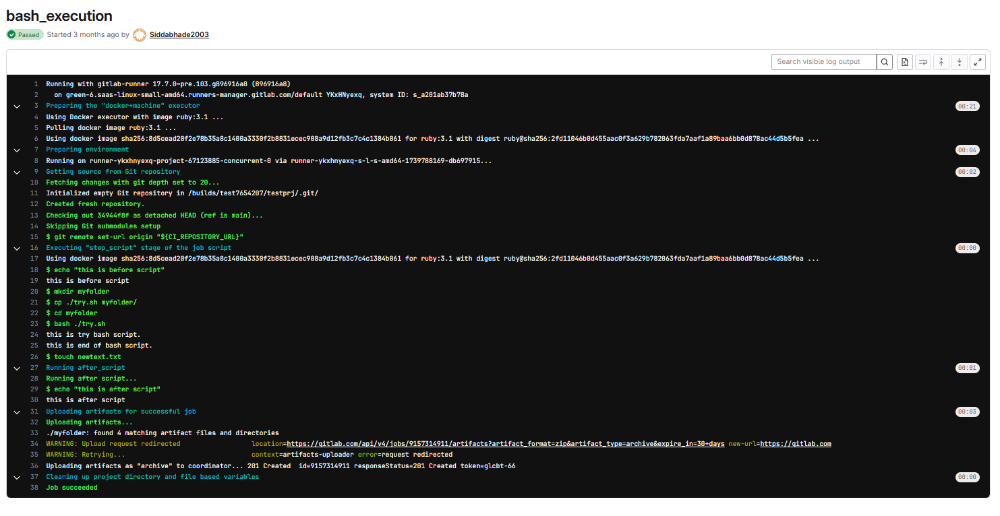 bash_execution
Passed Started 3 months ago by Siddabhade2003
Search visible log output
1 Running with gitlab-runner 17.7.0~pre.103.g896916a8 (896916a8)
2 on green-6.saas-linux-small-amd64.runners-manager.gitlab.com/default YKxHNyexq, system ID: s_a201ab37b78a
3 Preparing the "docker+machine" executor 00:21
4 Using Docker executor with image ruby:3.1 ...
5 Pulling docker image ruby:3.1 ...
6 Using docker image sha256:8d5cead20f2e78b35a8c1400a3330f2b8831ecec908a9d12fb3c7c4c1384b061 for ruby:3.1 with digest ruby@sha256:2fd11046b0d455aac0f3a629b782063fda7aaf1a89baa6bb0d878ac44d5b5fea ...
7 Preparing environment 00:04
8 Running on runner-ykxhnyexq-project-67123885-concurrent-0 via runner-ykxhnyexq-s-l-s-amd64-1739788169-db697915...
9 Getting source from Git repository 00:02
10 Fetching changes with git depth set to 20...
11 Initialized empty Git repository in /builds/test7654207/testprj/.git/
12 Created fresh repository.
13 Checking out 34944f8f as detached HEAD (ref is main)...
14 Skipping Git submodules setup
15 $ git remote set-url origin "${CI_REPOSITORY_URL}"
16 Executing "step_script" stage of the job script 00:00
17 Using docker image sha256:8d5cead20f2e78b35a8c1400a3330f2b8831ecec908a9d12fb3c7c4c1384b061 for ruby:3.1 with digest ruby@sha256:2fd11046b0d455aac0f3a629b782063fda7aaf1a89baa6bb0d878ac44d5b5fea ...
18 $ echo "this is before script"
19 this is before script
20 $ mkdir myfolder
21 $ cp ./try.sh myfolder/
22 $ cd myfolder
23 $ bash ./try.sh
24 this is try bash script.
25 this is end of bash script.
26 $ touch newtext.txt
27 Running after_script 00:01
28 Running after script...
29 $ echo "this is after script"
30 this is after script
31 Uploading artifacts for successful job 00:03
32 Uploading artifacts...
33 ./myfolder: found 4 matching artifact files and directories
34 WARNING: Upload request redirected location=https://gitlab.com/api/v4/jobs/9157314911/artifacts?artifact_format=zip&artifact_type=archive&expire_in=30+days new-url=https://gitlab.com
35 WARNING: Retrying... context=artifacts-uploader error=request redirected
36 Uploading artifacts as "archive" to coordinator... 201 Created id=9157314911 responseStatus=201 Created token=glcbt-66
37 Cleaning up project directory and file based variables 00:00
38 Job succeeded